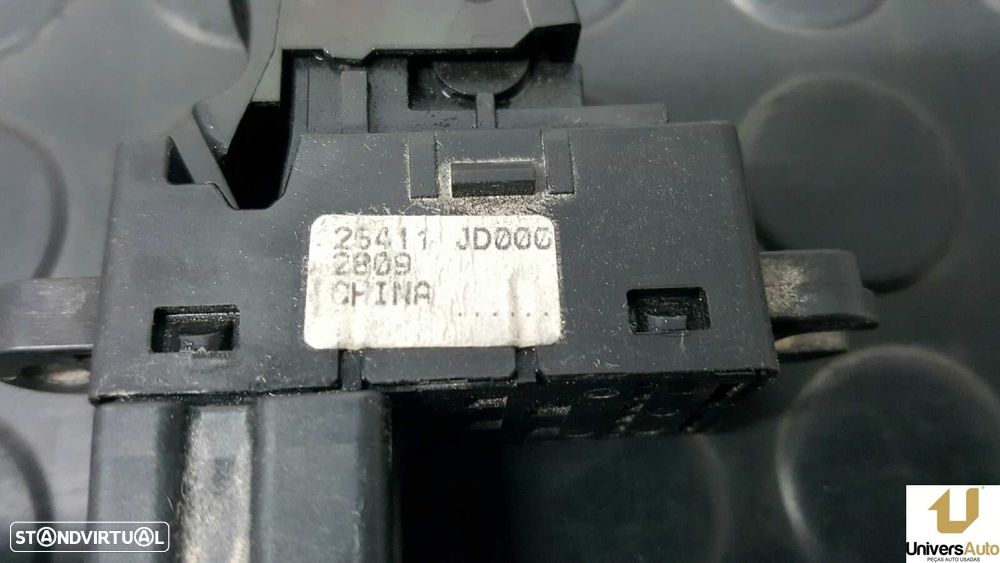 25411 JD000
2809
CHINA
STANDVIRTUAL
UniversAuto
PEÇAS AUTO USADAS